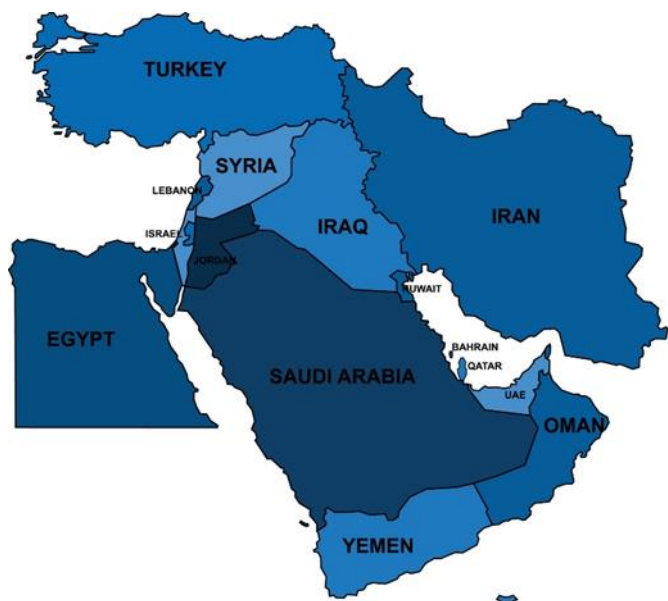 TURKEY
SYRIA
LEBANON
IRAQ
IRAN
ISRAEL
JORDAN
KUWAIT
EGYPT
BAHRAIN
QATAR
SAUDI ARABIA
UAE
OMAN
YEMEN